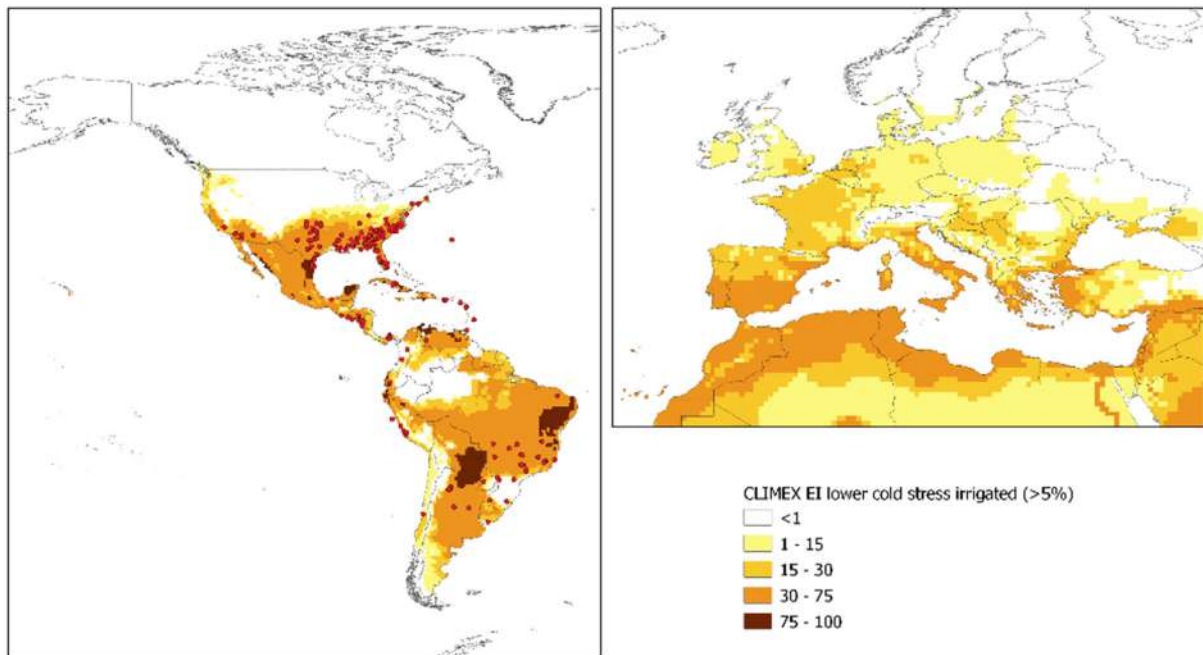 CLIMEX EI lower cold stress irrigated (>5%)
<1
1 - 15
15 - 30
30 - 75
75 - 100